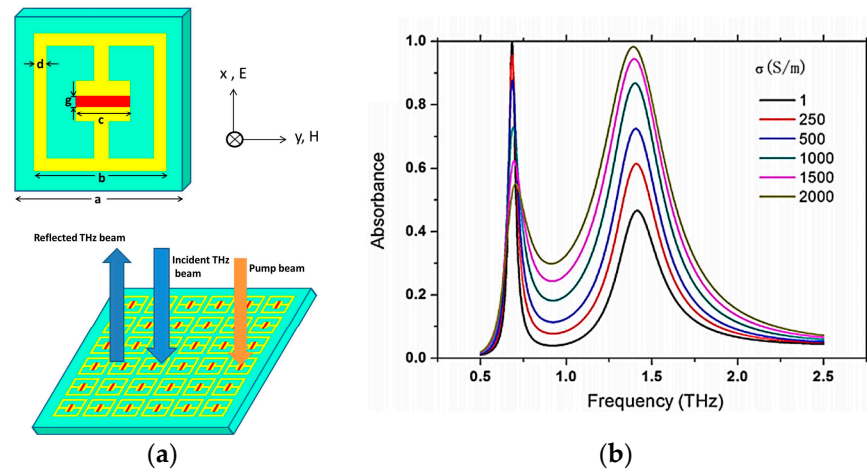 d
g
c
b
a
x , E
y, H
Reflected THz beam
Incident THz
beam
Pump beam
(a)
Absorbance
1.0
0.8
0.6
0.4
0.2
0.0
0.5
1.0
1.5
2.0
2.5
Frequency (THz)
σ(S/m)
1
250
500
1000
1500
2000
(b)